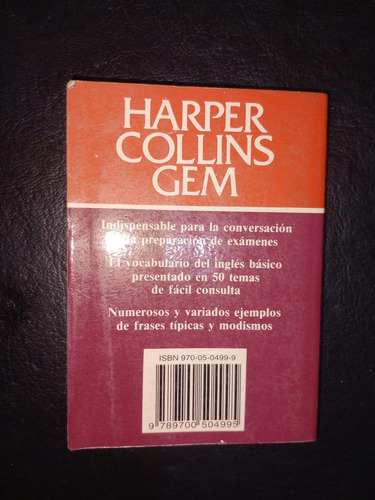 HARPER
COLLINS
GEM
Indispensable para la conversación
la preparación de exámenes
El vocabulario del inglés básico
presentado en 50 temas
de fácil consulta
Numerosos y variados ejemplos
de frases típicas y modismos
ISBN 970-05-0499-9
9 789700 504995